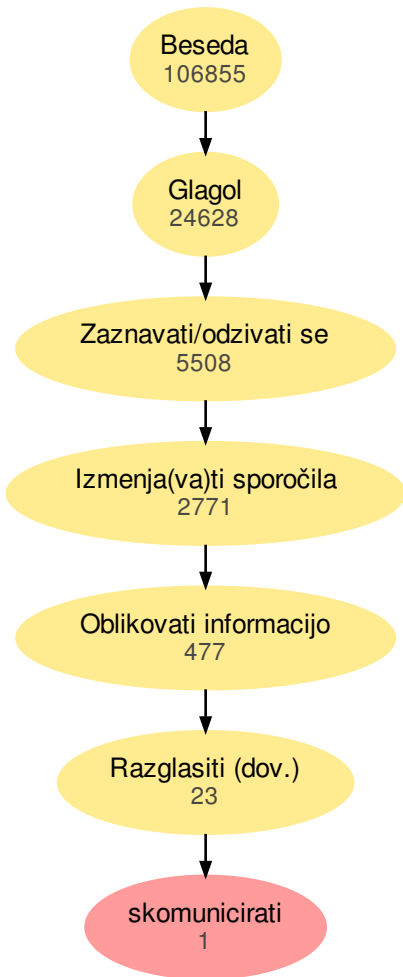 Beseda
106855
Glagol
24628
Zaznavati/odzivati se
5508
Izmenja(va)ti sporočila
2771
Oblikovati informacijo
477
Razglasiti (dov.)
23
skomunicirati
1